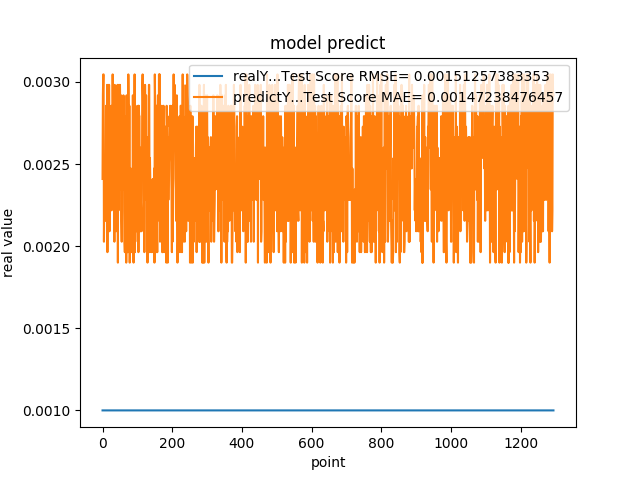 model predict
realY...Test Score RMSE= 0.00151257383353
predictY...Test Score MAE= 0.00147238476457
0.0030
0.0025
0.0020
0.0015
0.0010
real value
0 200 400 600 800 1000 1200
point